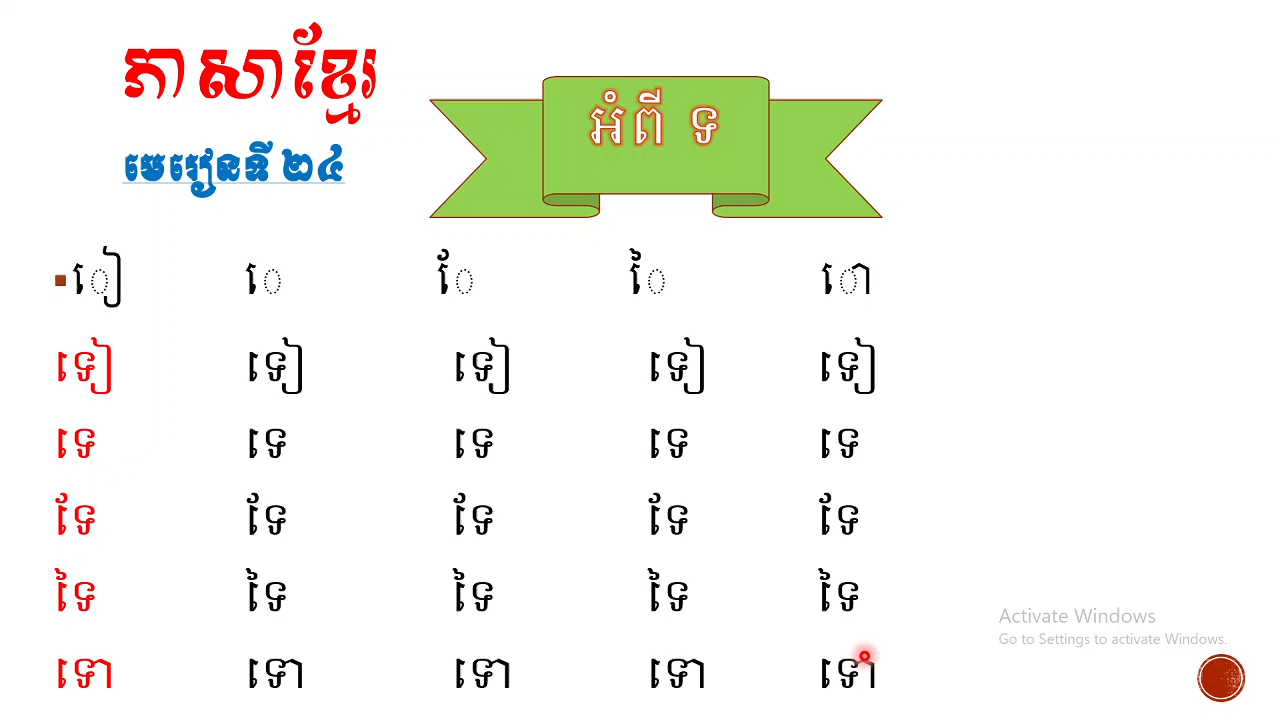 ភាសាខ្មែរ
អំពី ទ
មេរៀនទី ២៤
ៀ េ ែ ៃ ោ
ទៀ ទៀ ទៀ ទៀ ទៀ
ទេ ទេ ទេ ទេ ទេ
ទែ ទែ ទែ ទែ ទែ
ទៃ ទៃ ទៃ ទៃ ទៃ
ទោ ទោ ទោ ទោ ទោ
Activate Windows
Go to Settings to activate Windows.